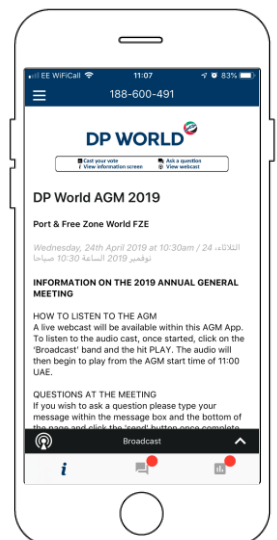 EE WiFiCall 11:07 83%
188-600-491
DP WORLD
Cast your vote Ask a question
i View information screen View webcast
DP World AGM 2019
Port & Free Zone World FZE
Wednesday, 24th April 2019 at 10:30am / الثلاثاء، 24
نوفمبر 2019 الساعة 10:30 صباحا
INFORMATION ON THE 2019 ANNUAL GENERAL
MEETING
HOW TO LISTEN TO THE AGM
A live webcast will be available within this AGM App.
To listen to the audio cast, once started, click on the
'Broadcast' band and the hit PLAY. The audio will
then begin to play from the AGM start time of 11:00
UAE.
QUESTIONS AT THE MEETING
If you wish to ask a question please type your
message within the message box and the bottom of
the page and click the 'send' button once complete
Broadcast
i